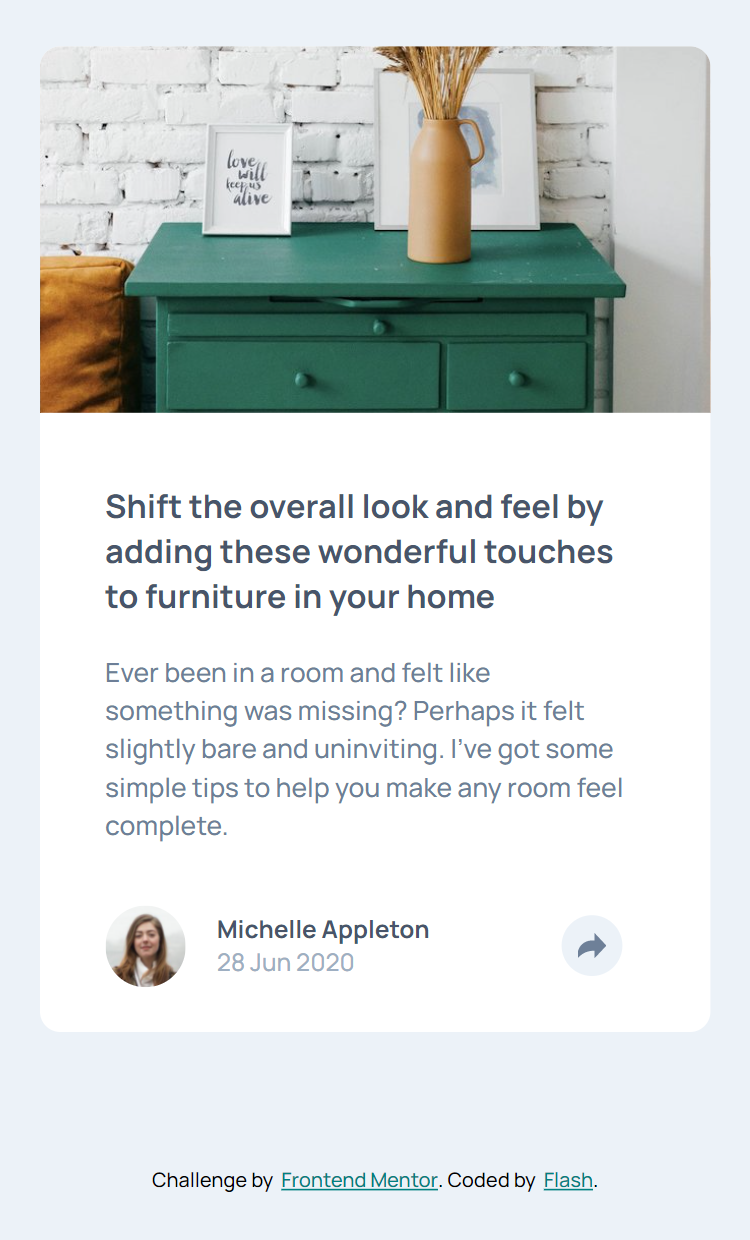 love
will
keep us
alive
Shift the overall look and feel by
adding these wonderful touches
to furniture in your home
Ever been in a room and felt like
something was missing? Perhaps it felt
slightly bare and uninviting. I’ve got some
simple tips to help you make any room feel
complete.
Michelle Appleton
28 Jun 2020
Challenge by Frontend Mentor. Coded by Flash.